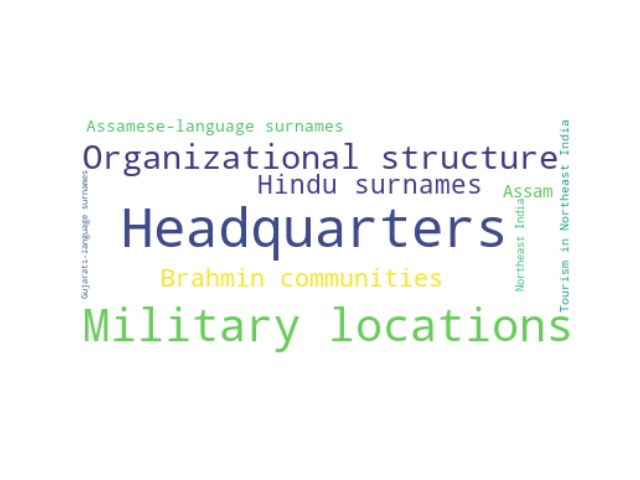 Assamese-language surnames
Organizational structure
Hindu surnames
Assam
Headquarters
Brahmin communities
Military locations
Gujarati-language surnames
Northeast India
Tourism in Northeast India